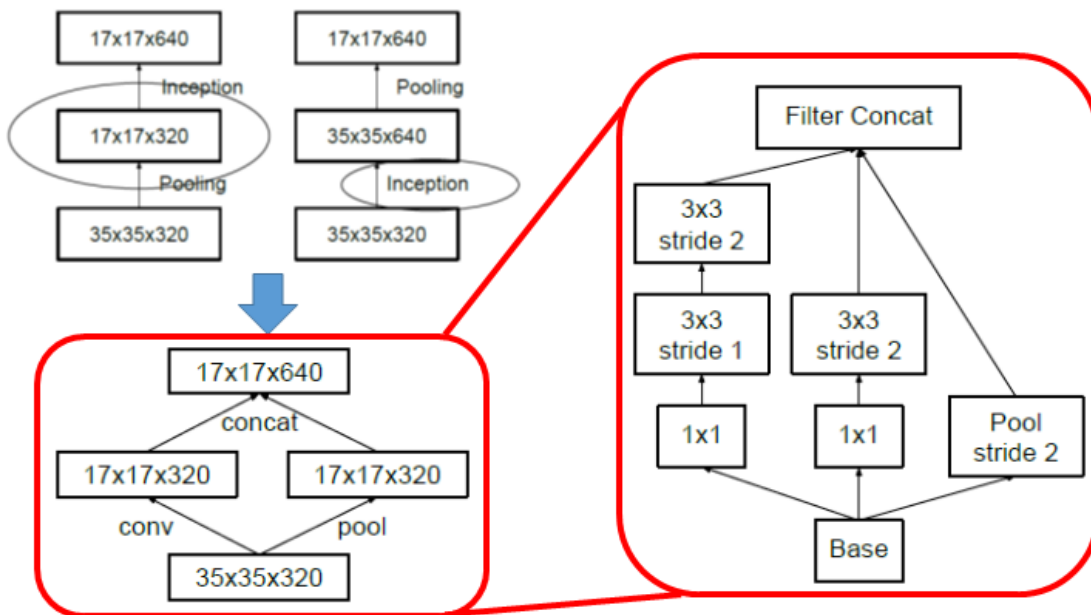 17x17x640
Inception
17x17x320
Pooling
35x35x320
17x17x640
Pooling
35x35x640
Inception
35x35x320
17x17x640
concat
17x17x320
17x17x320
conv
pool
35x35x320
Filter Concat
3x3
stride 2
3x3
stride 1
3x3
stride 2
1x1
1x1
Pool
stride 2
Base